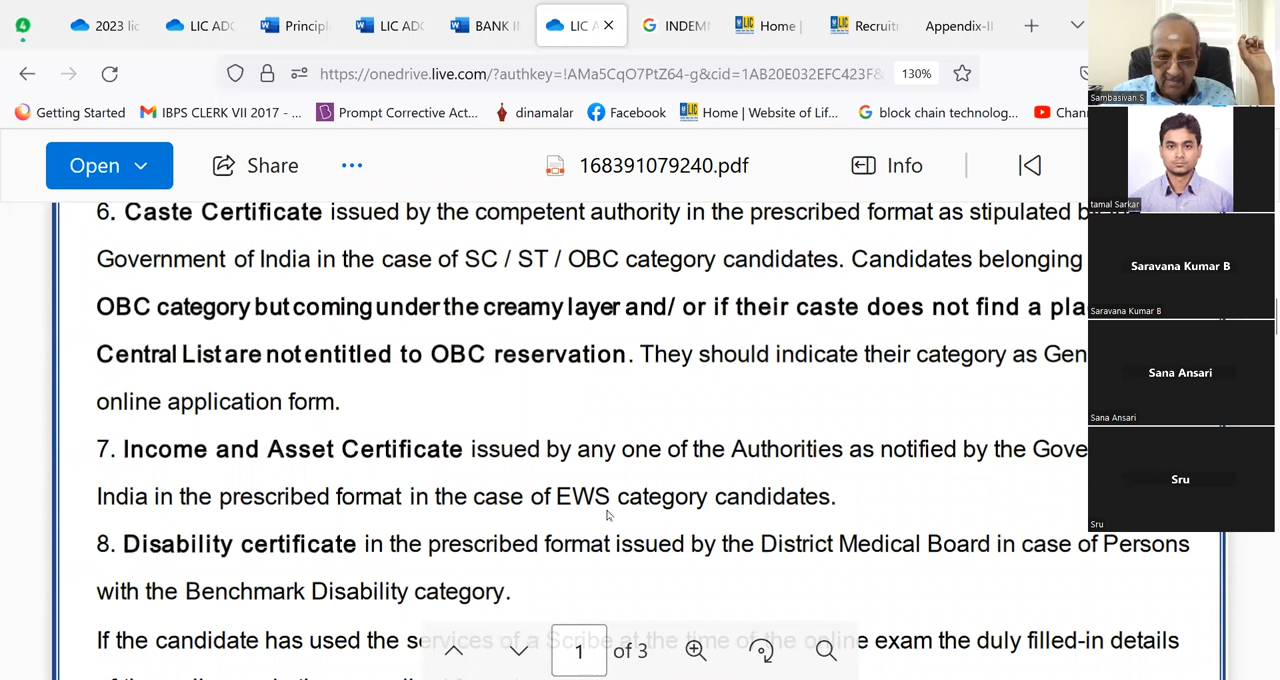 2023 lic
LIC ADO
Principl
LIC ADO
BANK I
LIC A
INDEM
Home |
Recruit
Appendix-I
https://onedrive.live.com/?authkey=!AMa5CqO7PtZ64-g&cid=1AB20E032EFC423F8
130%
Getting Started
IBPS CLERK VII 2017 - ...
Prompt Corrective Act...
dinamalar
Facebook
Home | Website of Lif...
block chain technolog...
Chan
Open
Share
168391079240.pdf
Info
6. Caste Certificate issued by the competent authority in the prescribed format as stipulated
Government of India in the case of SC / ST / OBC category candidates. Candidates belonging
OBC category but coming under the creamy layer and/ or if their caste does not find a pla
Central List are not entitled to OBC reservation. They should indicate their category as Gen
online application form.
7. Income and Asset Certificate issued by any one of the Authorities as notified by the Gove
India in the prescribed format in the case of EWS category candidates.
8. Disability certificate in the prescribed format issued by the District Medical Board in case of Persons
with the Benchmark Disability category.
If the candidate has used the services of a Scribe at the time of the online exam the duly filled-in details
1 of 3
Sambasivan S
tamal Sarkar
Saravana Kumar B
Saravana Kumar B
Sana Ansari
Sana Ansari
Sru
Sru